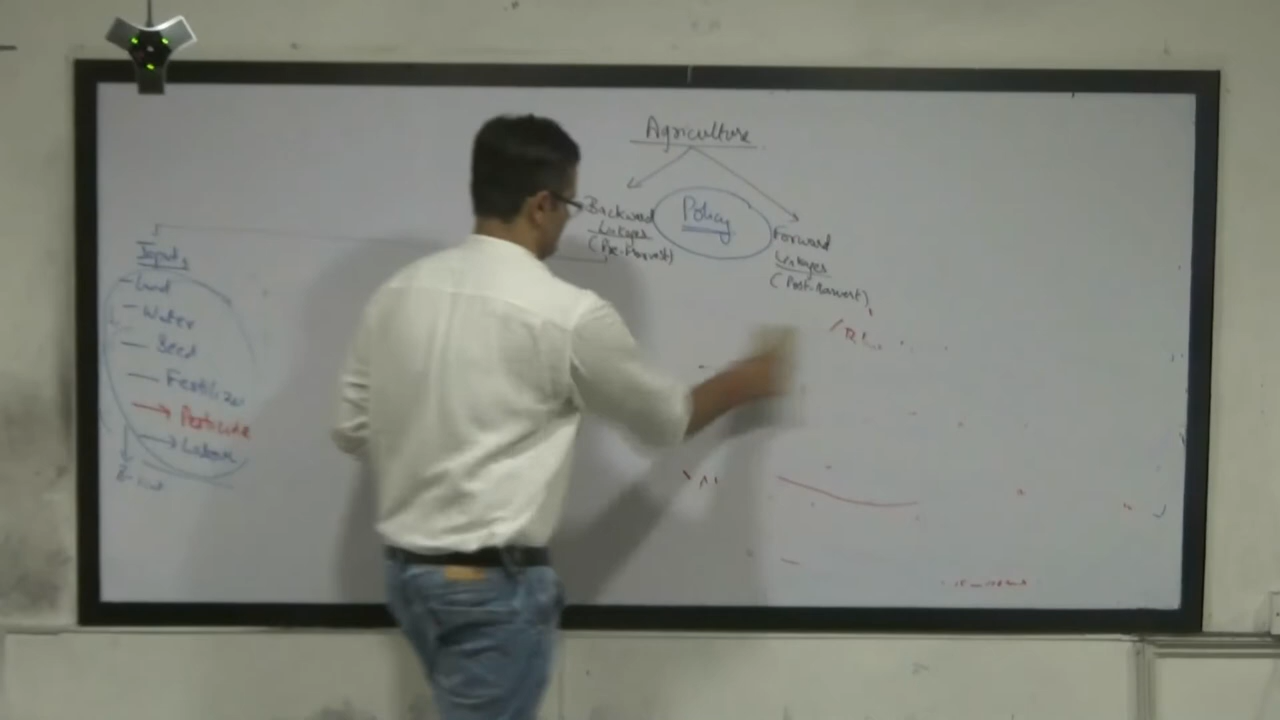 Agriculture
Backward
Linkages
(Pre-Harvest)
Policy
Forward
Linkages
(Post-Harvest)
Inputs
- Land
- Water
- Seed
- Fertilizer
→ Pesticide
→ Labour